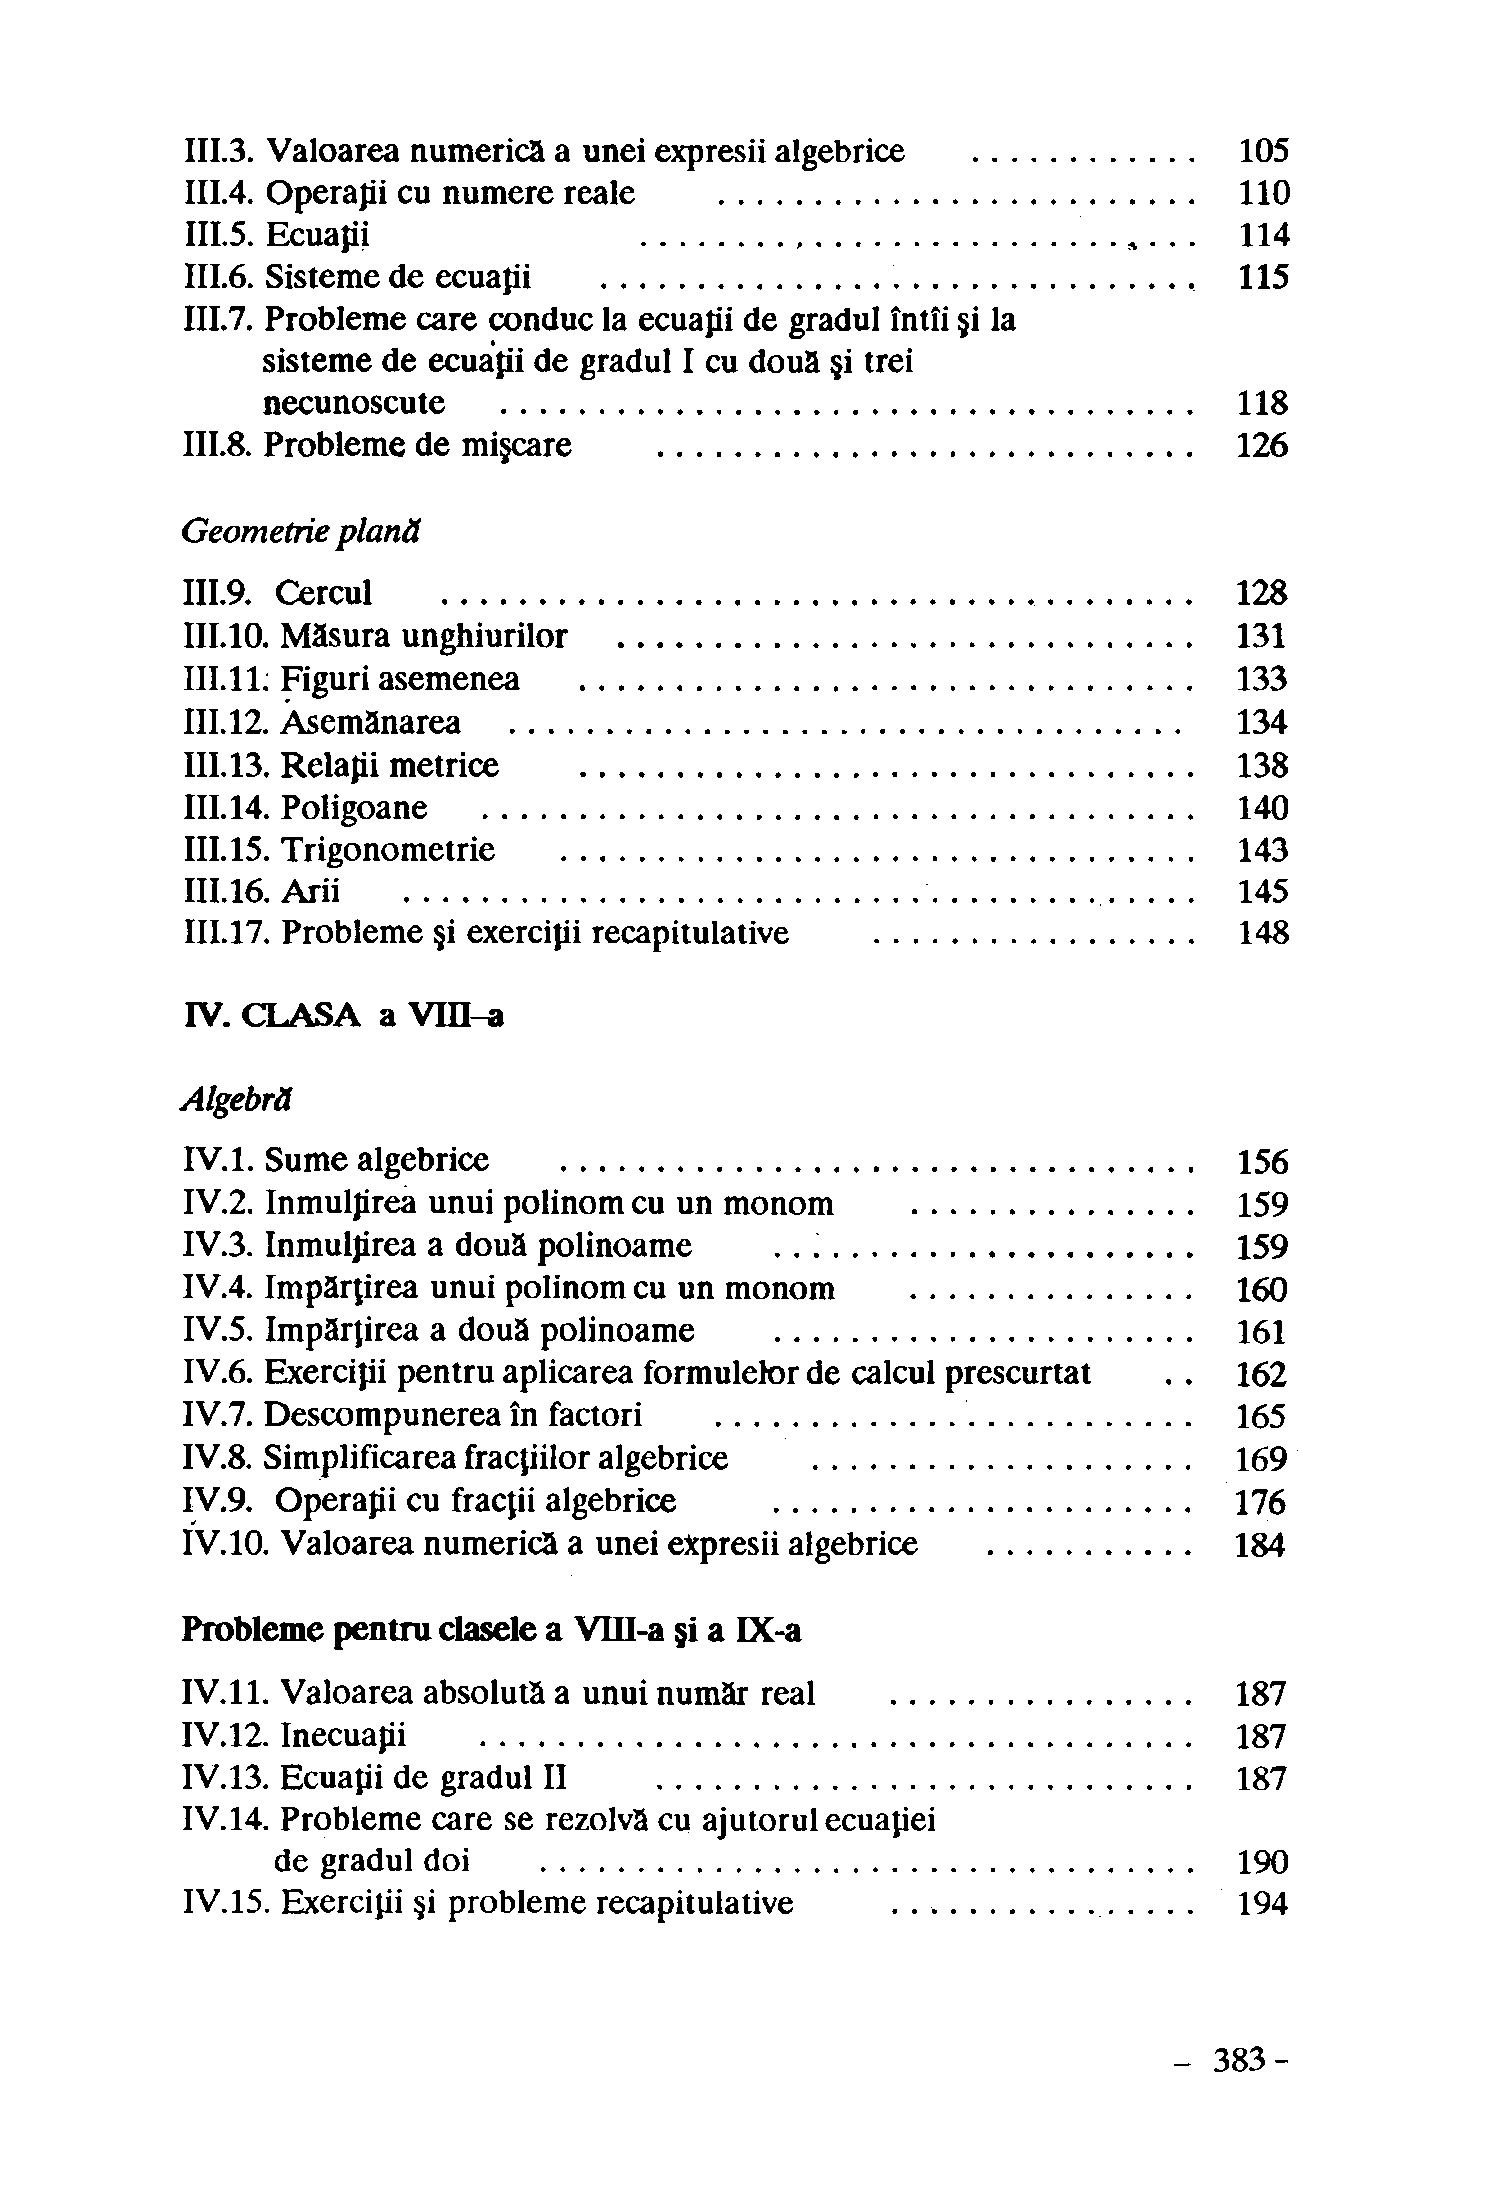 III.3. Valoarea numerică a unei expresii algebrice ............ 105
III.4. Operaţii cu numere reale ......................... 110
III.5. Ecuaţii ............................. 114
III.6. Sisteme de ecuaţii ............................... 115
III.7. Probleme care conduc la ecuaţii de gradul întîi şi la
sisteme de ecuaţii de gradul I cu două şi trei
necunoscute .................................... 118
III.8. Probleme de mişcare ............................ 126
Geometrie plană
III.9. Cercul ....................................... 128
III.10. Măsura unghiurilor .............................. 131
III.11. Figuri asemenea ................................ 133
III.12. Asemănarea ................................... 134
III.13. Relaţii metrice ................................ 138
III.14. Poligoane ..................................... 140
III.15. Trigonometrie ................................. 143
III.16. Arii ......................................... 145
III.17. Probleme şi exerciţii recapitulative ................. 148
IV. CLASA a VIII-a
Algebră
IV.1. Sume algebrice ................................. 156
IV.2. Inmulţirea unui polinom cu un monom ............... 159
IV.3. Inmulţirea a două polinoame ...................... 159
IV.4. Impărţirea unui polinom cu un monom ............... 160
IV.5. Impărţirea a două polinoame ...................... 161
IV.6. Exerciţii pentru aplicarea formulelor de calcul prescurtat .. 162
IV.7. Descompunerea în factori ......................... 165
IV.8. Simplificarea fracţiilor algebrice .................... 169
IV.9. Operaţii cu fracţii algebrice ...................... 176
IV.10. Valoarea numerică a unei expresii algebrice ........... 184
Probleme pentru clasele a VIII-a şi a IX-a
IV.11. Valoarea absolută a unui număr real ................ 187
IV.12. Inecuaţii ..................................... 187
IV.13. Ecuaţii de gradul II ............................ 187
IV.14. Probleme care se rezolvă cu ajutorul ecuaţiei
de gradul doi .................................. 190
IV.15. Exerciţii şi probleme recapitulative ................ 194
- 383 -